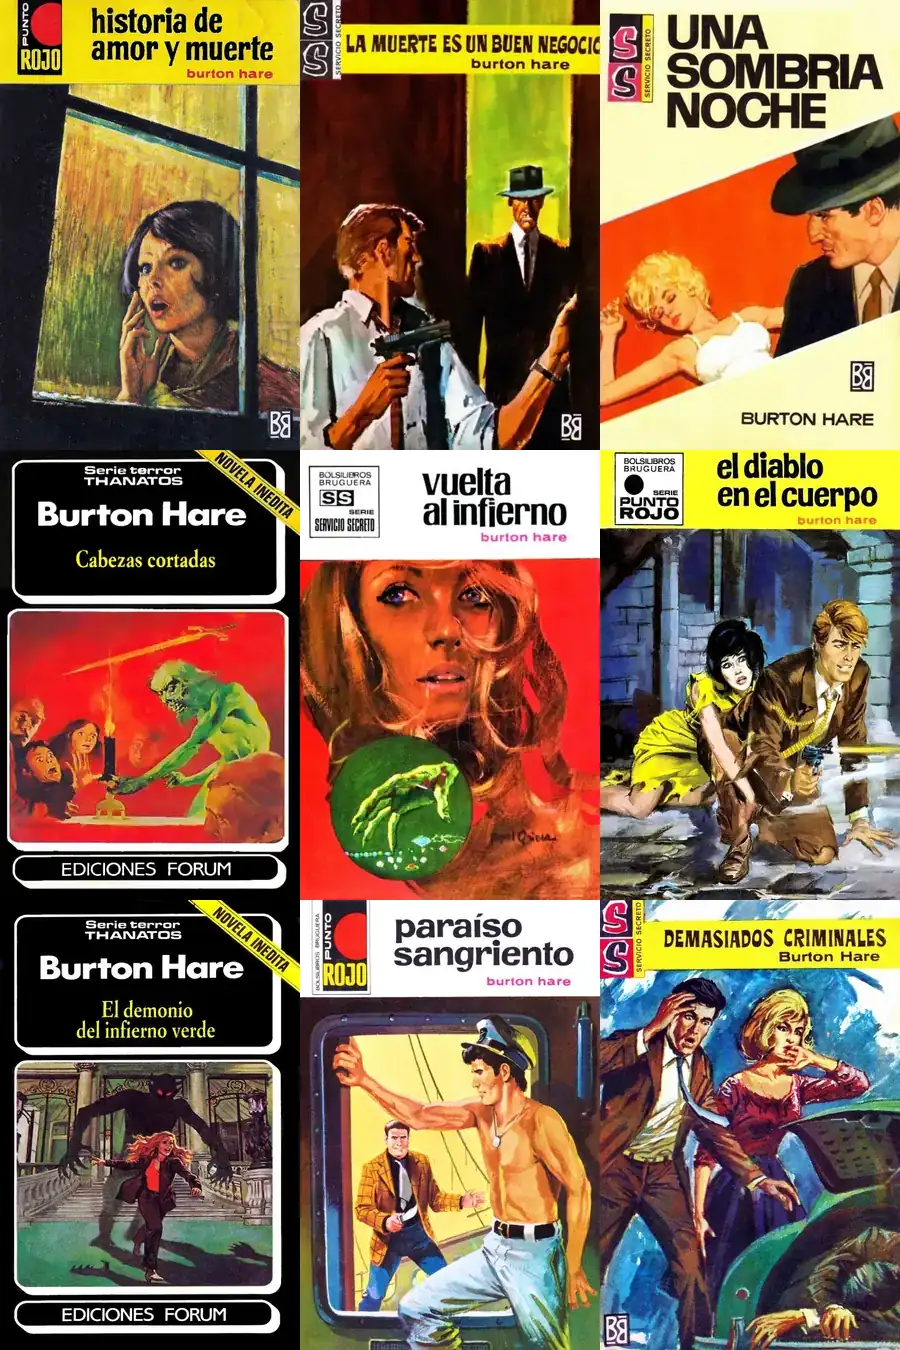 PUNTO
ROJO
historia de
amor y muerte
burton hare
BB
SS
SERVICIO SECRETO
LA MUERTE ES UN BUEN NEGOCIO
burton hare
BB
SS
SERVICIO SECRETO
UNA
SOMBRIA
NOCHE
BB
BURTON HARE
Serie terror
THANATOS
NOVELA INEDITA
Burton Hare
Cabezas cortadas
EDICIONES FORUM
BOLSILIBROS
BRUGUERA
SS
SERIE
SERVICIO SECRETO
vuelta
al infierno
burton hare
BOLSILIBROS
BRUGUERA
SERIE
PUNTO
ROJO
el diablo
en el cuerpo
burton hare
Serie terror
THANATOS
NOVELA INEDITA
Burton Hare
El demonio
del infierno verde
EDICIONES FORUM
BOLSILIBROS BRUGUERA
PUNTO
ROJO
paraíso
sangriento
burton hare
SS
SERVICIO SECRETO
DEMASIADOS CRIMINALES
Burton Hare
BB